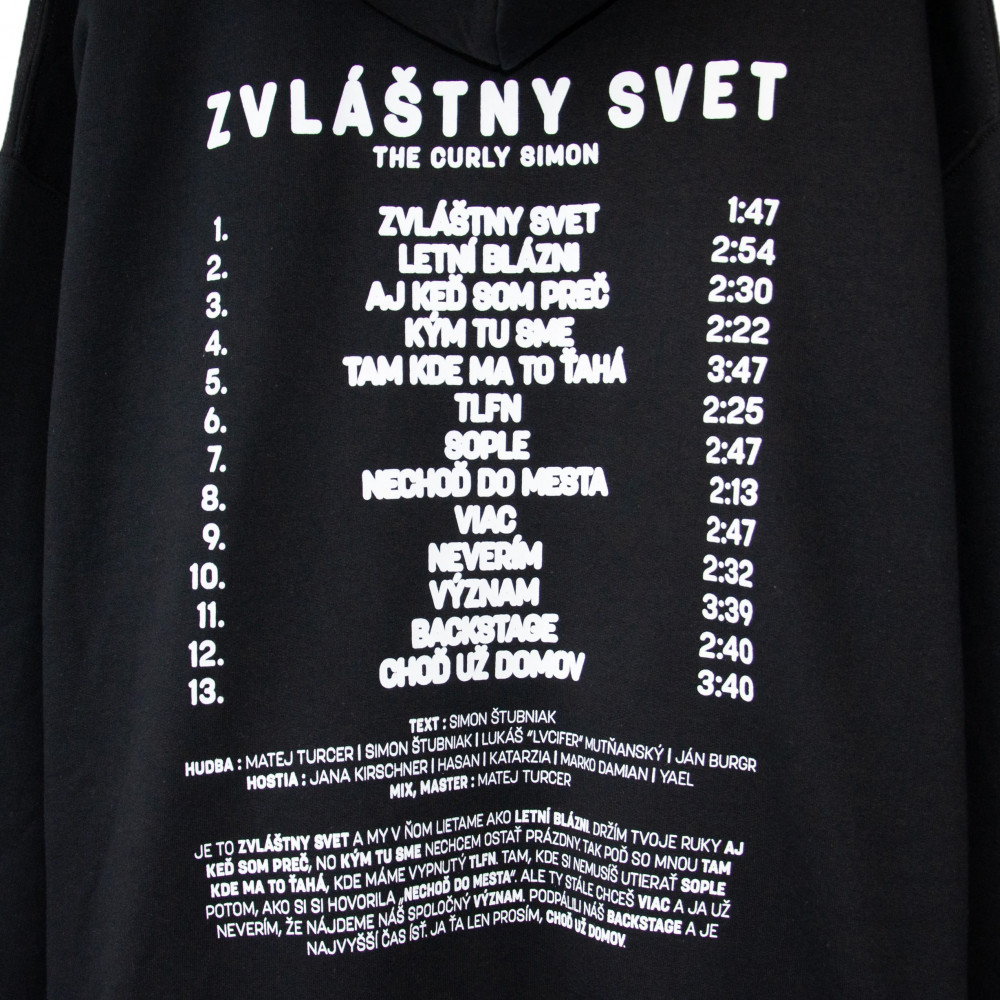 ZVLÁŠTNY SVET
THE CURLY SIMON
1. ZVLÁŠTNY SVET 1:47
2. LETNÍ BLÁZNI 2:54
3. AJ KEĎ SOM PREČ 2:30
4. KÝM TU SME 2:22
5. TAM KDE MA TO ŤAHÁ 3:47
6. TLFN 2:25
7. SOPLE 2:47
8. NECHOĎ DO MESTA 2:13
9. VIAC 2:47
10. NEVERÍM 2:32
11. VÝZNAM 3:39
12. BACKSTAGE 2:40
13. CHOĎ UŽ DOMOV 3:40
TEXT : SIMON ŠTUBNIAK
HUDBA : MATEJ TURCER | SIMON ŠTUBNIAK | LUKÁŠ "LVCIFER" MUTŇANSKÝ | JÁN BURGR
HOSTIA : JANA KIRSCHNER | HASAN | KATARZIA | MARKO DAMIAN | YAEL
MIX, MASTER : MATEJ TURCER
JE TO ZVLÁŠTNY SVET A MY V ŇOM LIETAME AKO LETNÍ BLÁZNI. DRŽÍM TVOJE RUKY AJ
KEĎ SOM PREČ, NO KÝM TU SME NECHCEM OSTAŤ PRÁZDNY. TAK POĎ SO MNOU TAM
KDE MA TO ŤAHÁ, KDE MÁME VYPNUTÝ TLFN. TAM, KDE SI NEMUSÍŠ UTIERAŤ SOPLE
POTOM, AKO SI SI HOVORILA „NECHOĎ DO MESTA". ALE TY STÁLE CHCEŠ VIAC A JA UŽ
NEVERÍM, ŽE NÁJDEME NÁŠ SPOLOČNÝ VÝZNAM. PODPÁLILI NÁŠ BACKSTAGE A JE
NAJVYŠŠÍ ČAS ÍSŤ. JA ŤA LEN PROSÍM, CHOĎ UŽ DOMOV.